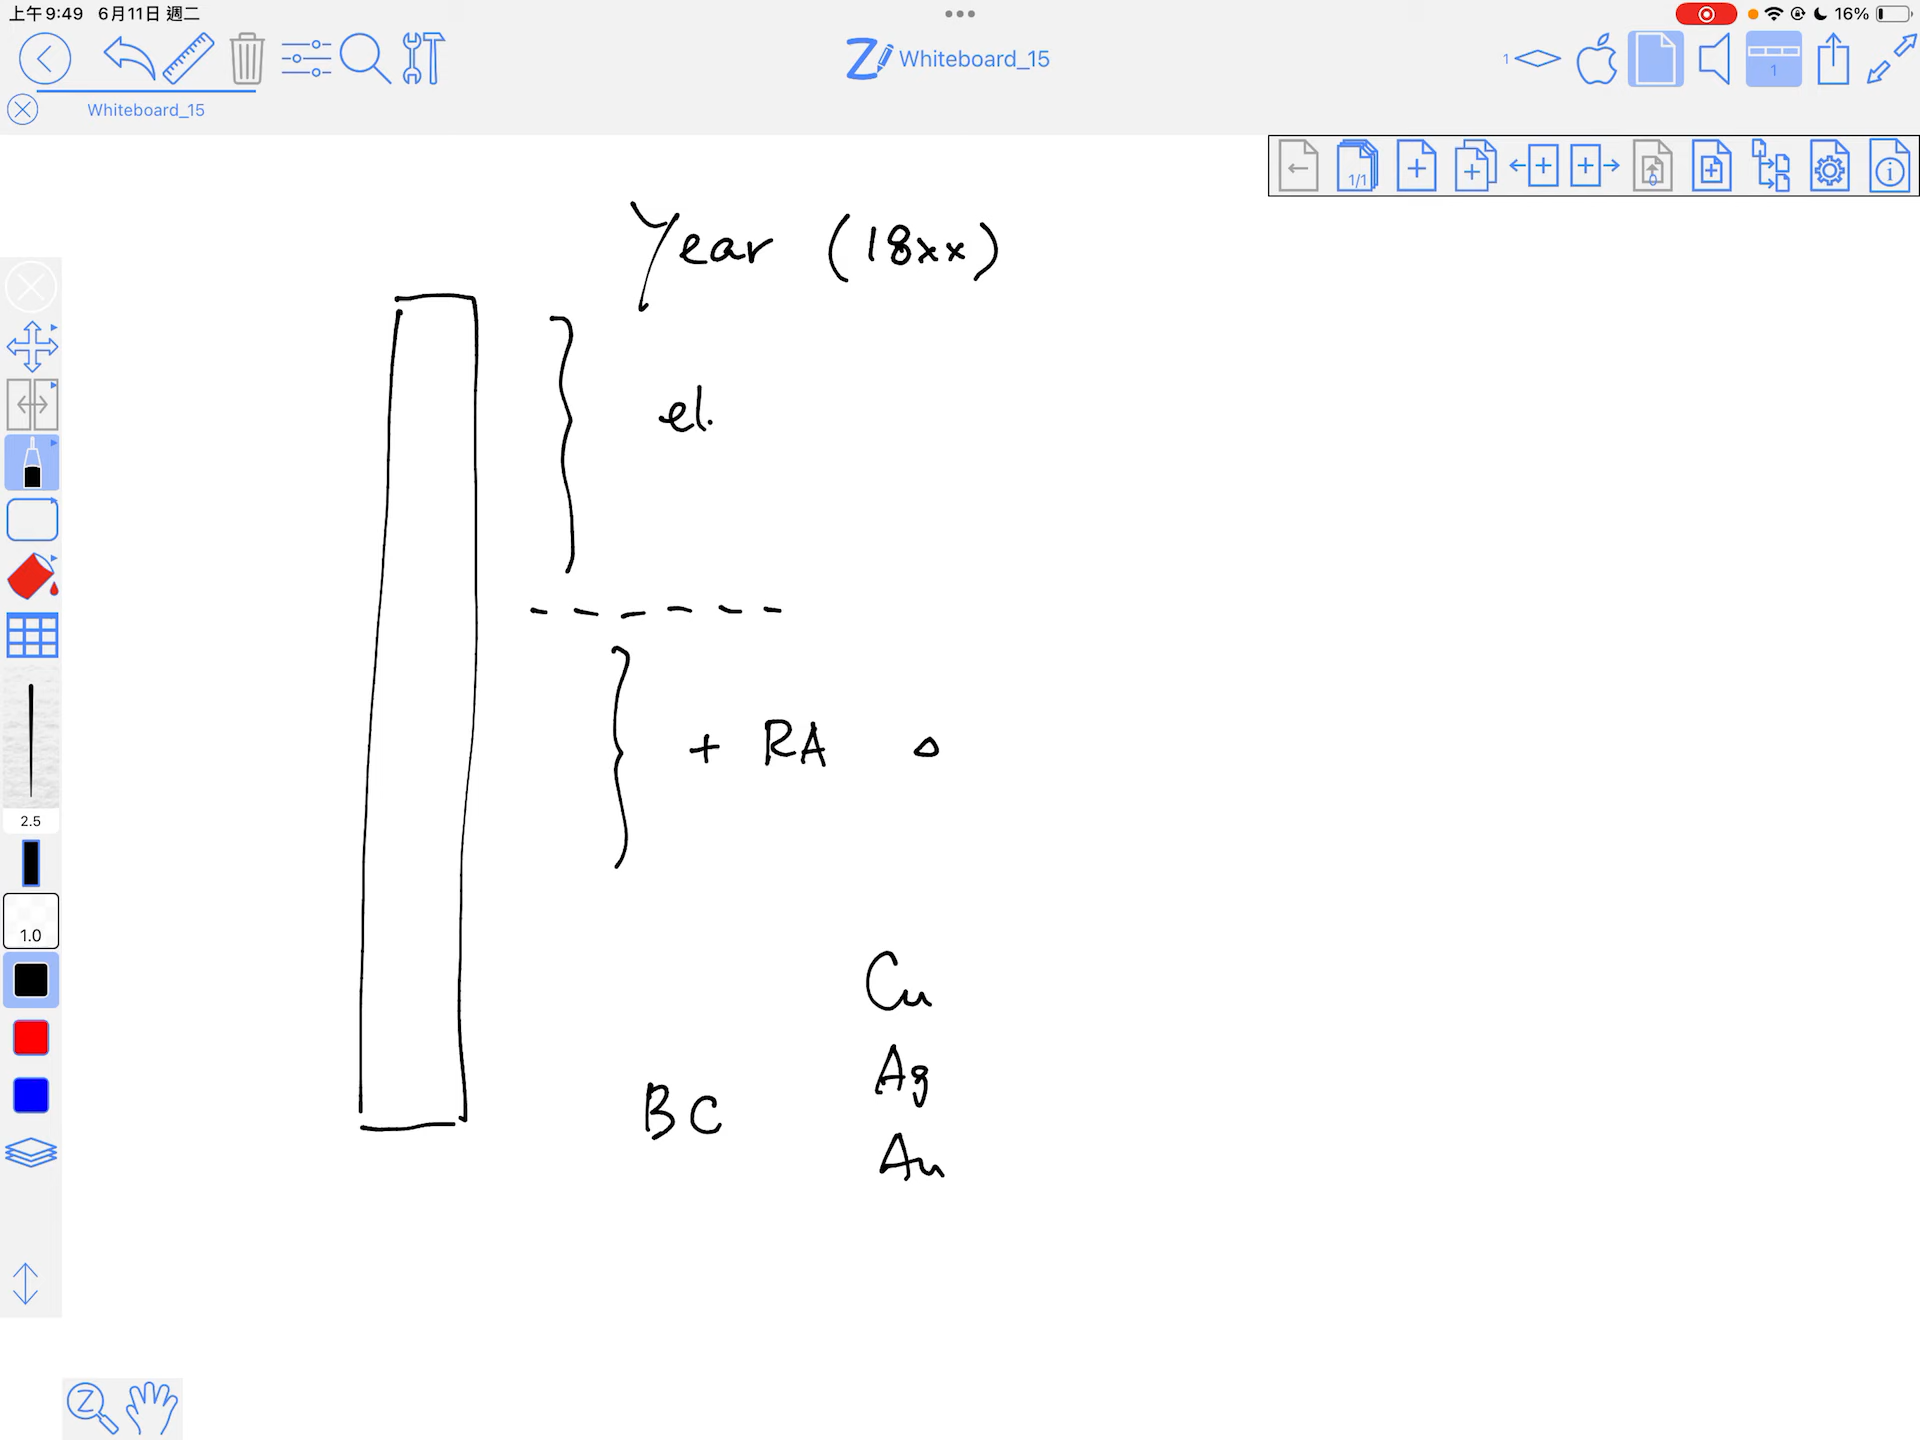 上午9:49 6月11日 週二
16%
Whiteboard_15
1
1
Whiteboard_15
1/1
0
Year (18xx)
el.
+ RA △
2.5
1.0
Cu
Ag
BC
Au
Z